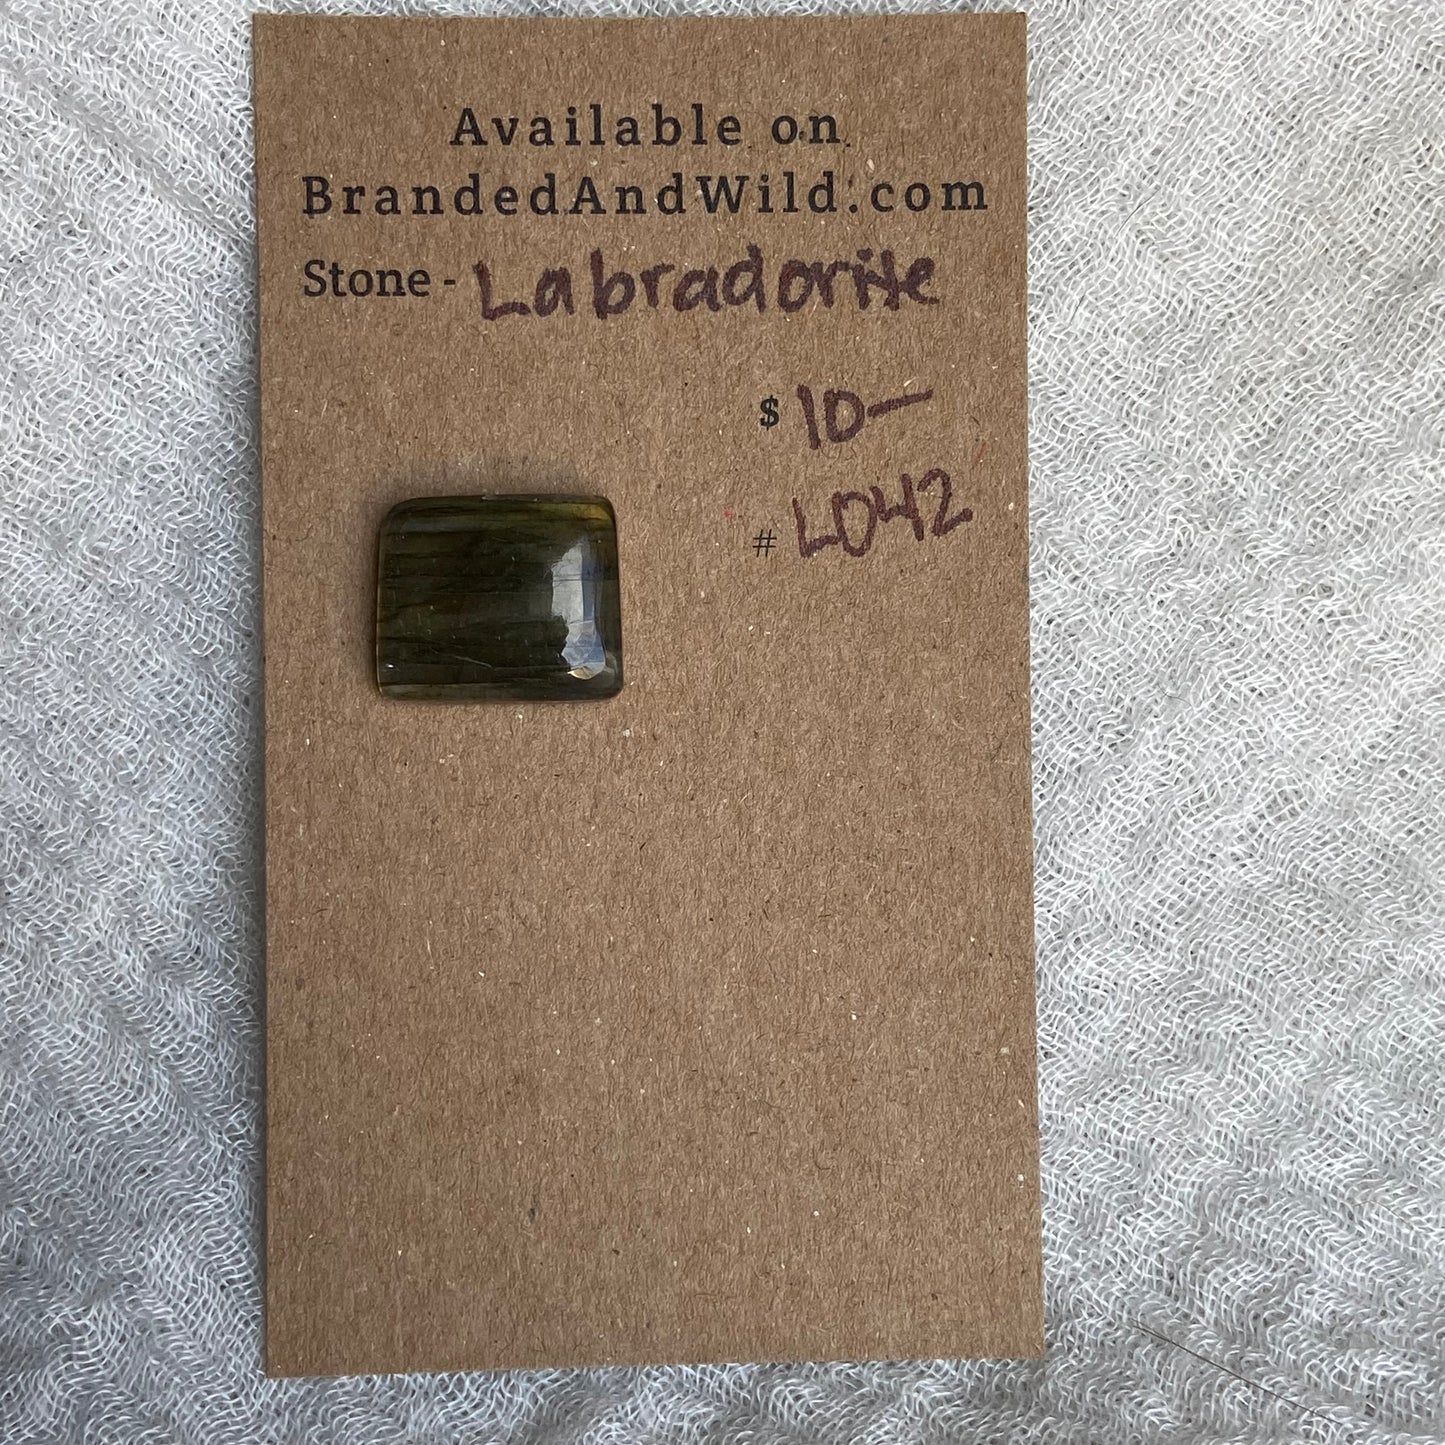 Available on
BrandedAndWild.com
Stone - Labradorite
$ 10—
# L042